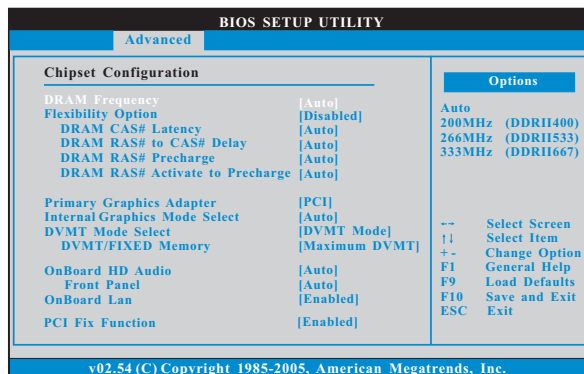 BIOS SETUP UTILITY
Advanced
Chipset Configuration
DRAM Frequency [Auto]
Flexibility Option [Disabled]
DRAM CAS# Latency [Auto]
DRAM RAS# to CAS# Delay [Auto]
DRAM RAS# Precharge [Auto]
DRAM RAS# Activate to Precharge [Auto]
Primary Graphics Adapter [PCI]
Internal Graphics Mode Select [Auto]
DVMT Mode Select [DVMT Mode]
DVMT/FIXED Memory [Maximum DVMT]
OnBoard HD Audio [Auto]
Front Panel [Auto]
OnBoard Lan [Enabled]
PCI Fix Function [Enabled]
Options
Auto
200MHz (DDRII400)
266MHz (DDRII533)
333MHz (DDRII667)
←→ Select Screen
↑↓ Select Item
+ - Change Option
F1 General Help
F9 Load Defaults
F10 Save and Exit
ESC Exit
v02.54 (C) Copyright 1985-2005, American Megatrends, Inc.